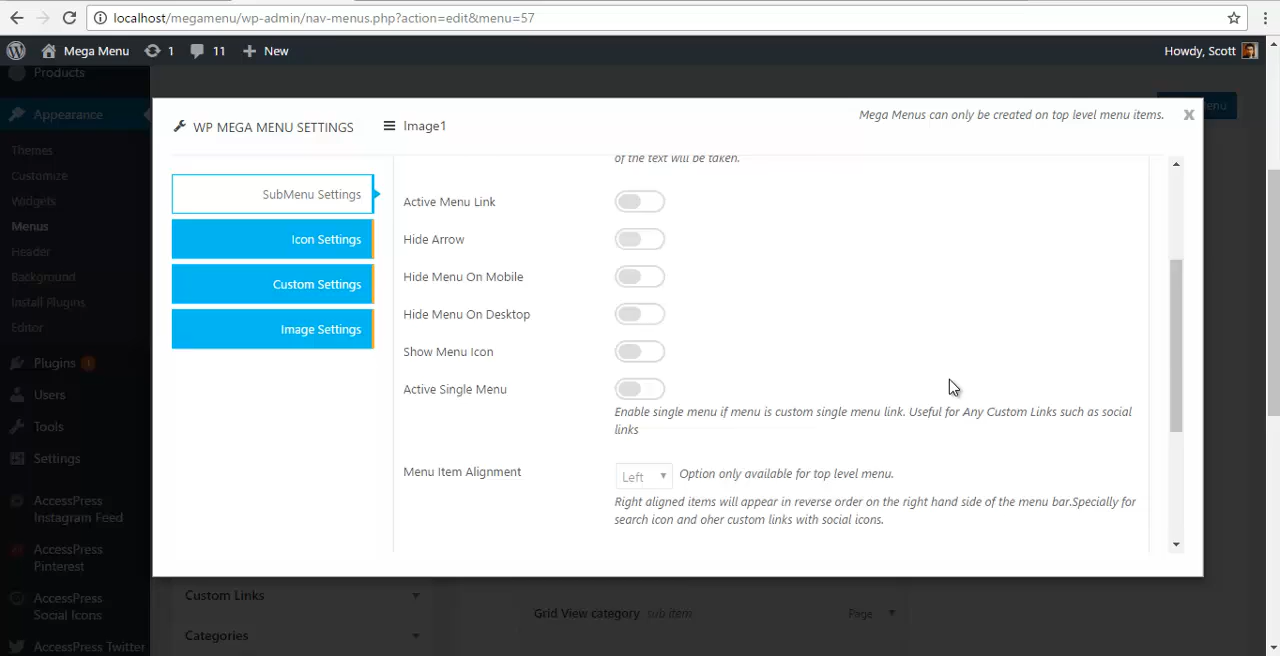 localhost/megamenu/wp-admin/nav-menus.php?action=edit&menu=57
Mega Menu 1 11 New
Howdy, Scott
Products
Appearance
Themes
Customize
Widgets
Menus
Header
Background
Install Plugins
Editor
Plugins 1
Users
Tools
Settings
AccessPress
Instagram Feed
AccessPress
Pinterest
AccessPress
Social Icons
AccessPress Twitter
WP MEGA MENU SETTINGS
Image1
Mega Menus can only be created on top level menu items.
X
SubMenu Settings
Icon Settings
Custom Settings
Image Settings
of the text will be taken.
Active Menu Link
Hide Arrow
Hide Menu On Mobile
Hide Menu On Desktop
Show Menu Icon
Active Single Menu
Enable single menu if menu is custom single menu link. Useful for Any Custom Links such as social
links
Menu Item Alignment
Left
Option only available for top level menu.
Right aligned items will appear in reverse order on the right hand side of the menu bar.Specially for
search icon and oher custom links with social icons.
Custom Links
Categories
Grid View category sub item
Page